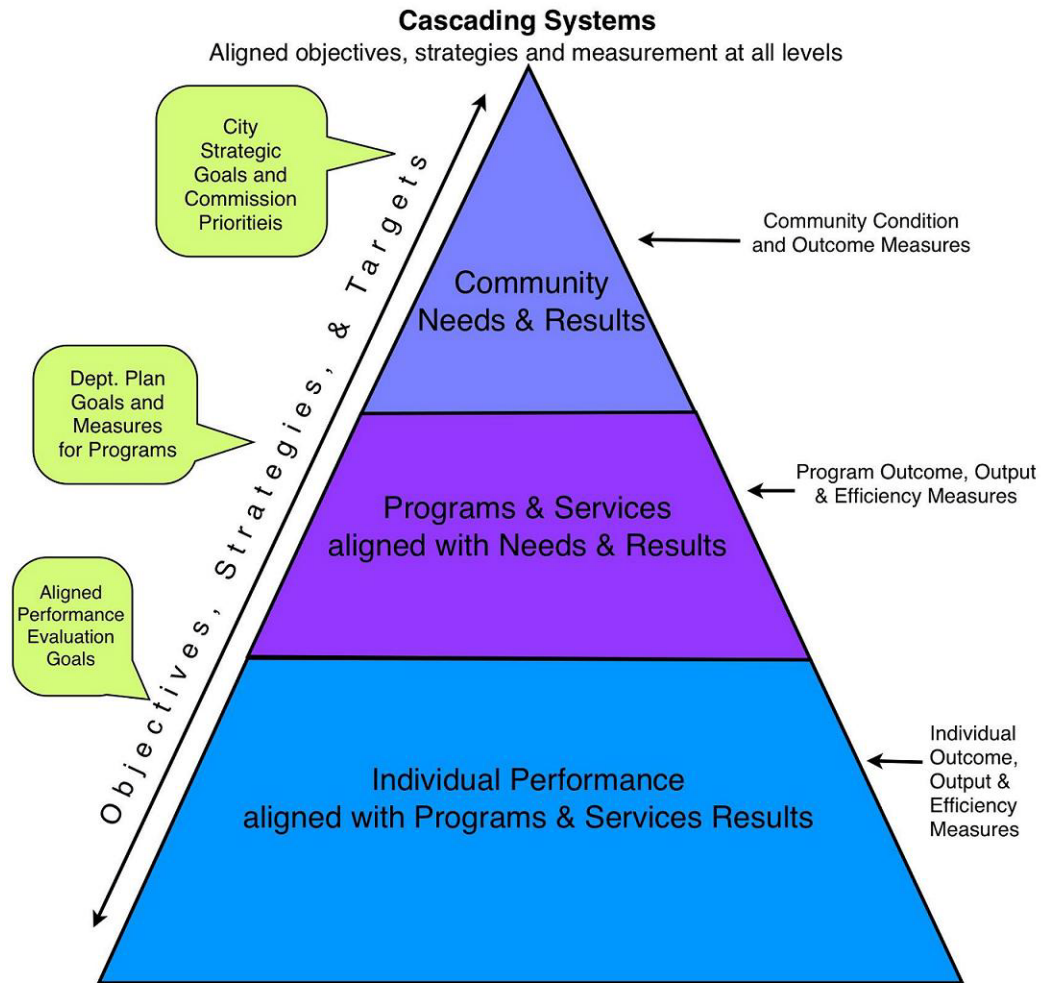 Cascading Systems
Aligned objectives, strategies and measurement at all levels
City
Strategic
Goals and
Commission
Prioritieis
Community Condition
and Outcome Measures
Community
Needs & Results
Objectives, Strategies, & Targets
Dept. Plan
Goals and
Measures
for Programs
Program Outcome, Output
& Efficiency Measures
Programs & Services
aligned with Needs & Results
Aligned
Performance
Evaluation
Goals
Individual
Outcome,
Output &
Efficiency
Measures
Individual Performance
aligned with Programs & Services Results